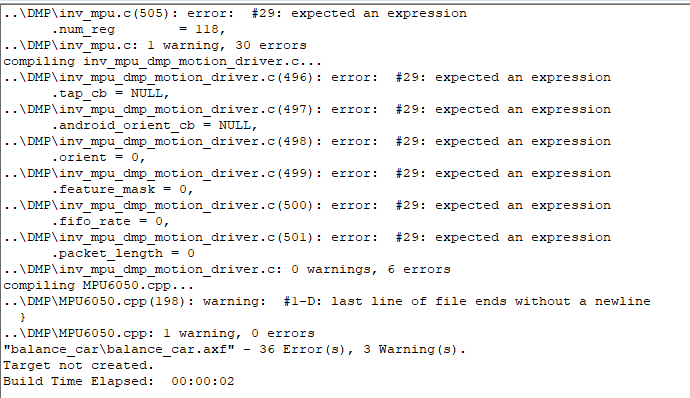 ..\DMP\inv_mpu.c(505): error:  #29: expected an expression
      .num_reg        = 118,
..\DMP\inv_mpu.c: 1 warning, 30 errors
compiling inv_mpu_dmp_motion_driver.c...
..\DMP\inv_mpu_dmp_motion_driver.c(496): error:  #29: expected an expression
      .tap_cb = NULL,
..\DMP\inv_mpu_dmp_motion_driver.c(497): error:  #29: expected an expression
      .android_orient_cb = NULL,
..\DMP\inv_mpu_dmp_motion_driver.c(498): error:  #29: expected an expression
      .orient = 0,
..\DMP\inv_mpu_dmp_motion_driver.c(499): error:  #29: expected an expression
      .feature_mask = 0,
..\DMP\inv_mpu_dmp_motion_driver.c(500): error:  #29: expected an expression
      .fifo_rate = 0,
..\DMP\inv_mpu_dmp_motion_driver.c(501): error:  #29: expected an expression
      .packet_length = 0
..\DMP\inv_mpu_dmp_motion_driver.c: 0 warnings, 6 errors
compiling MPU6050.cpp...
..\DMP\MPU6050.cpp(198): warning:  #1-D: last line of file ends without a newline
  }
..\DMP\MPU6050.cpp: 1 warning, 0 errors
"balance_car\balance_car.axf" - 36 Error(s), 3 Warning(s).
Target not created.
Build Time Elapsed:  00:00:02